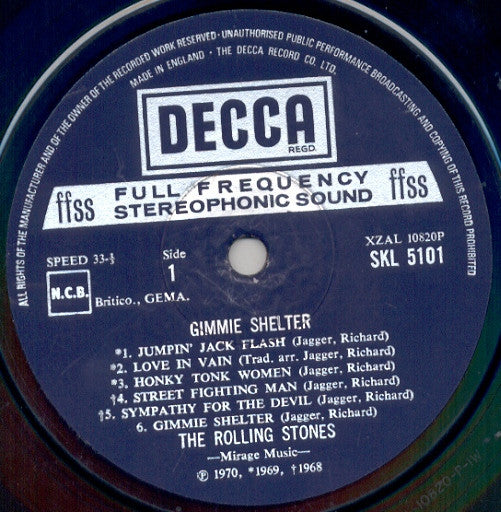 ALL RIGHTS OF THE MANUFACTURER AND OF THE OWNER OF THE RECORDED WORK RESERVED · UNAUTHORISED PUBLIC PERFORMANCE BROADCASTING AND COPYING OF THIS RECORD PROHIBITED
MADE IN ENGLAND · THE DECCA RECORD CO. LTD.
DECCA
REGD.
ffss FULL FREQUENCY ffss
STEREOPHONIC SOUND
SPEED 33-⅓
Side
1
XZAL 10820P
SKL 5101
N.C.B.
Britico., GEMA.
GIMMIE SHELTER
*1. JUMPIN' JACK FLASH (Jagger, Richard)
*2. LOVE IN VAIN (Trad. arr. Jagger, Richard)
*3. HONKY TONK WOMEN (Jagger, Richard)
†4. STREET FIGHTING MAN (Jagger, Richard)
†5. SYMPATHY FOR THE DEVIL (Jagger, Richard)
6. GIMMIE SHELTER (Jagger, Richard)
THE ROLLING STONES
—Mirage Music—
℗ 1970, *1969, †1968